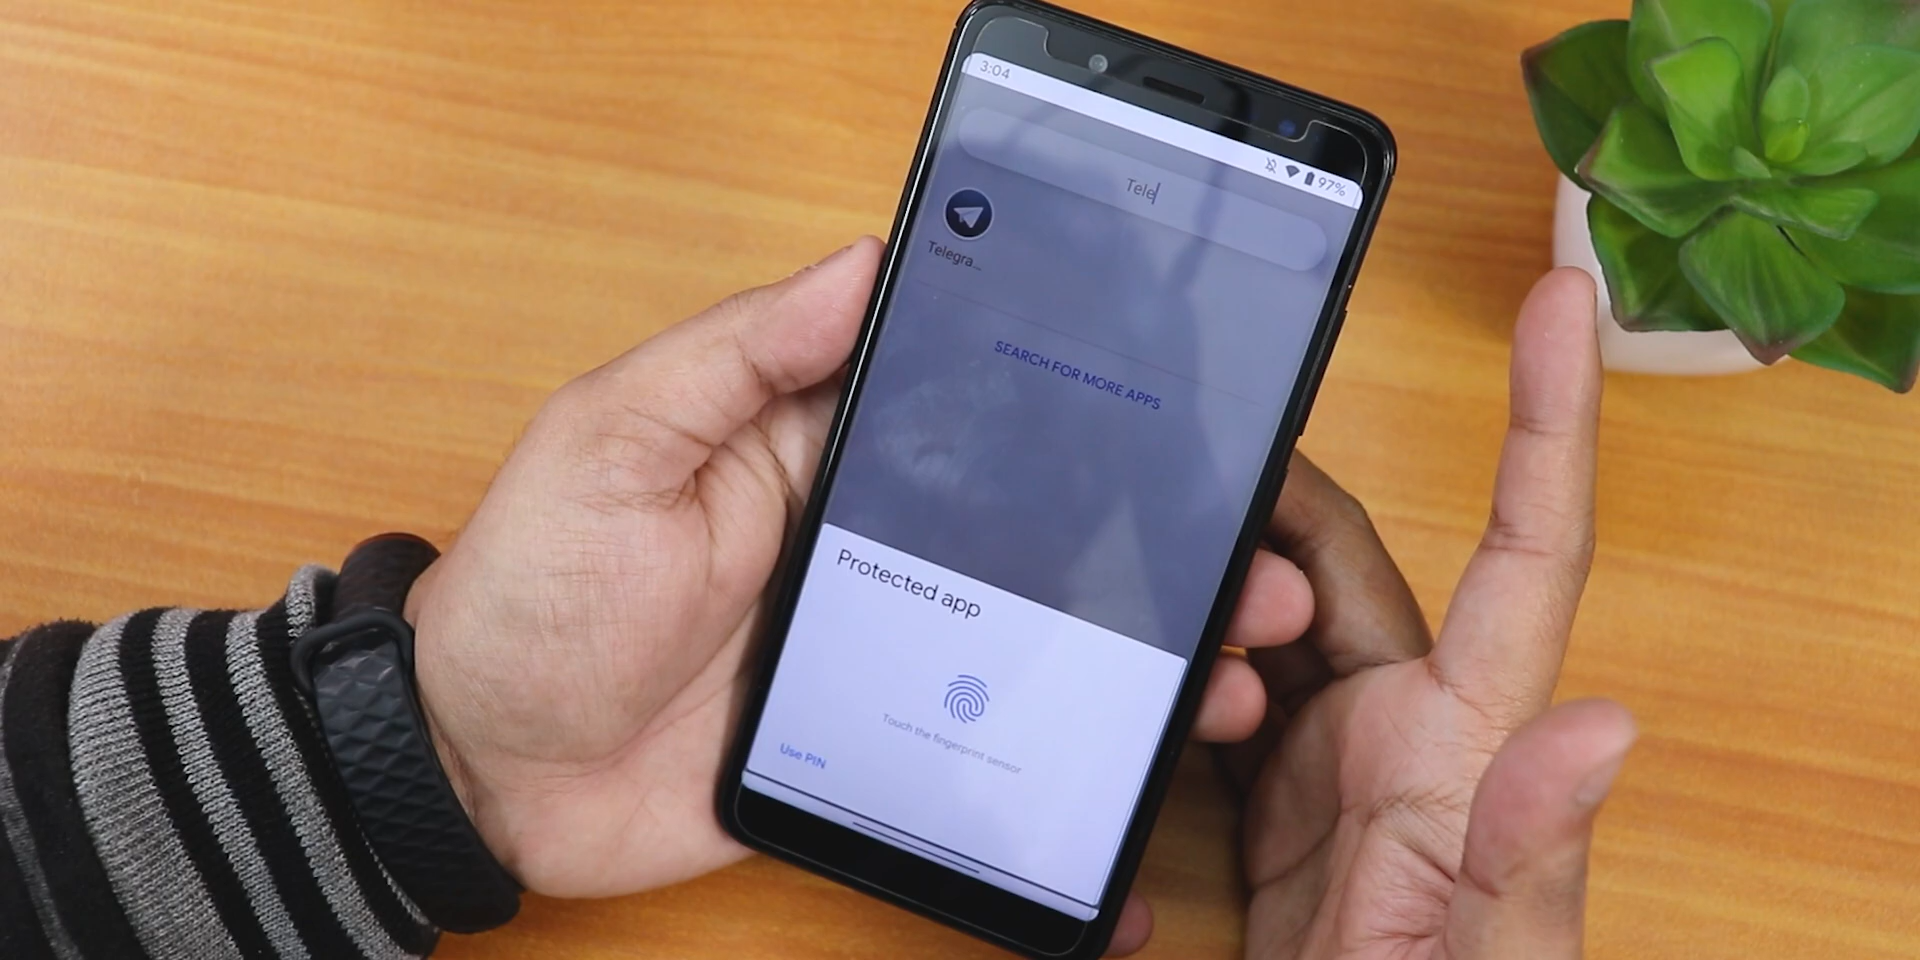 3:04
97%
Tele
Telegra...
SEARCH FOR MORE APPS
Protected app
Touch the fingerprint sensor
Use PIN